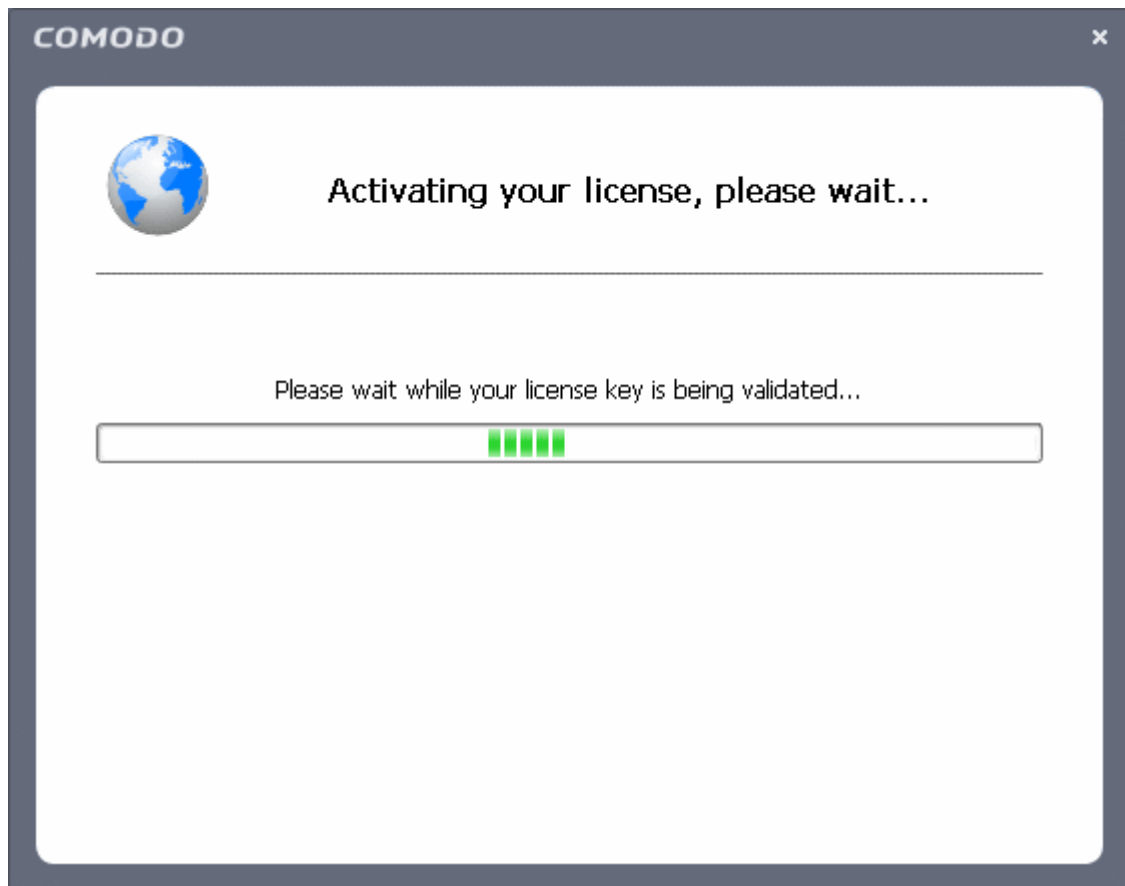 COMODO
Activating your license, please wait...
Please wait while your license key is being validated...